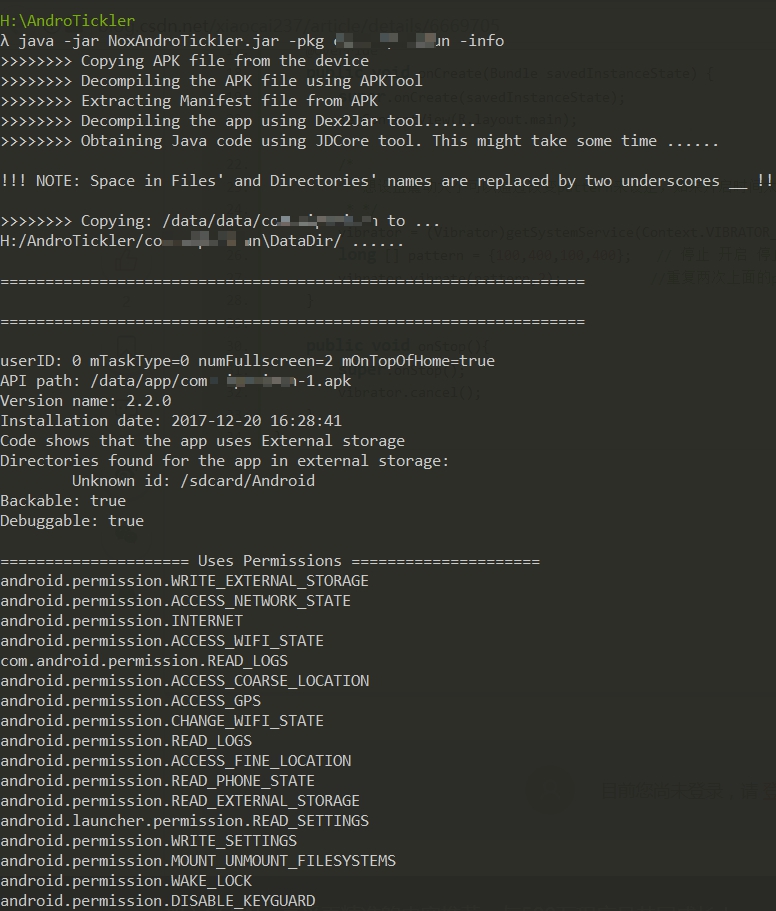 H:\AndroTickler
λ java -jar NoxAndroTickler.jar -pkg un -info
>>>>>>>> Copying APK file from the device
>>>>>>>> Decompiling the APK file using APKTool
>>>>>>>> Extracting Manifest file from APK
>>>>>>>> Decompiling the app using Dex2Jar tool......
>>>>>>>> Obtaining Java code using JDCore tool. This might take some time ......
!!! NOTE: Space in Files' and Directories' names are replaced by two underscores __ !!
>>>>>>>> Copying: /data/data/co n to ...
H:/AndroTickler/co un\DataDir/ ......
=================================================================
=================================================================
userID: 0 mTaskType=0 numFullscreen=2 mOnTopOfHome=true
API path: /data/app/com -1.apk
Version name: 2.2.0
Installation date: 2017-12-20 16:28:41
Code shows that the app uses External storage
Directories found for the app in external storage:
Unknown id: /sdcard/Android
Backable: true
Debuggable: true
===================== Uses Permissions =====================
android.permission.WRITE_EXTERNAL_STORAGE
android.permission.ACCESS_NETWORK_STATE
android.permission.INTERNET
android.permission.ACCESS_WIFI_STATE
com.android.permission.READ_LOGS
android.permission.ACCESS_COARSE_LOCATION
android.permission.ACCESS_GPS
android.permission.CHANGE_WIFI_STATE
android.permission.READ_LOGS
android.permission.ACCESS_FINE_LOCATION
android.permission.READ_PHONE_STATE
android.permission.READ_EXTERNAL_STORAGE
android.launcher.permission.READ_SETTINGS
android.permission.WRITE_SETTINGS
android.permission.MOUNT_UNMOUNT_FILESYSTEMS
android.permission.WAKE_LOCK
android.permission.DISABLE_KEYGUARD